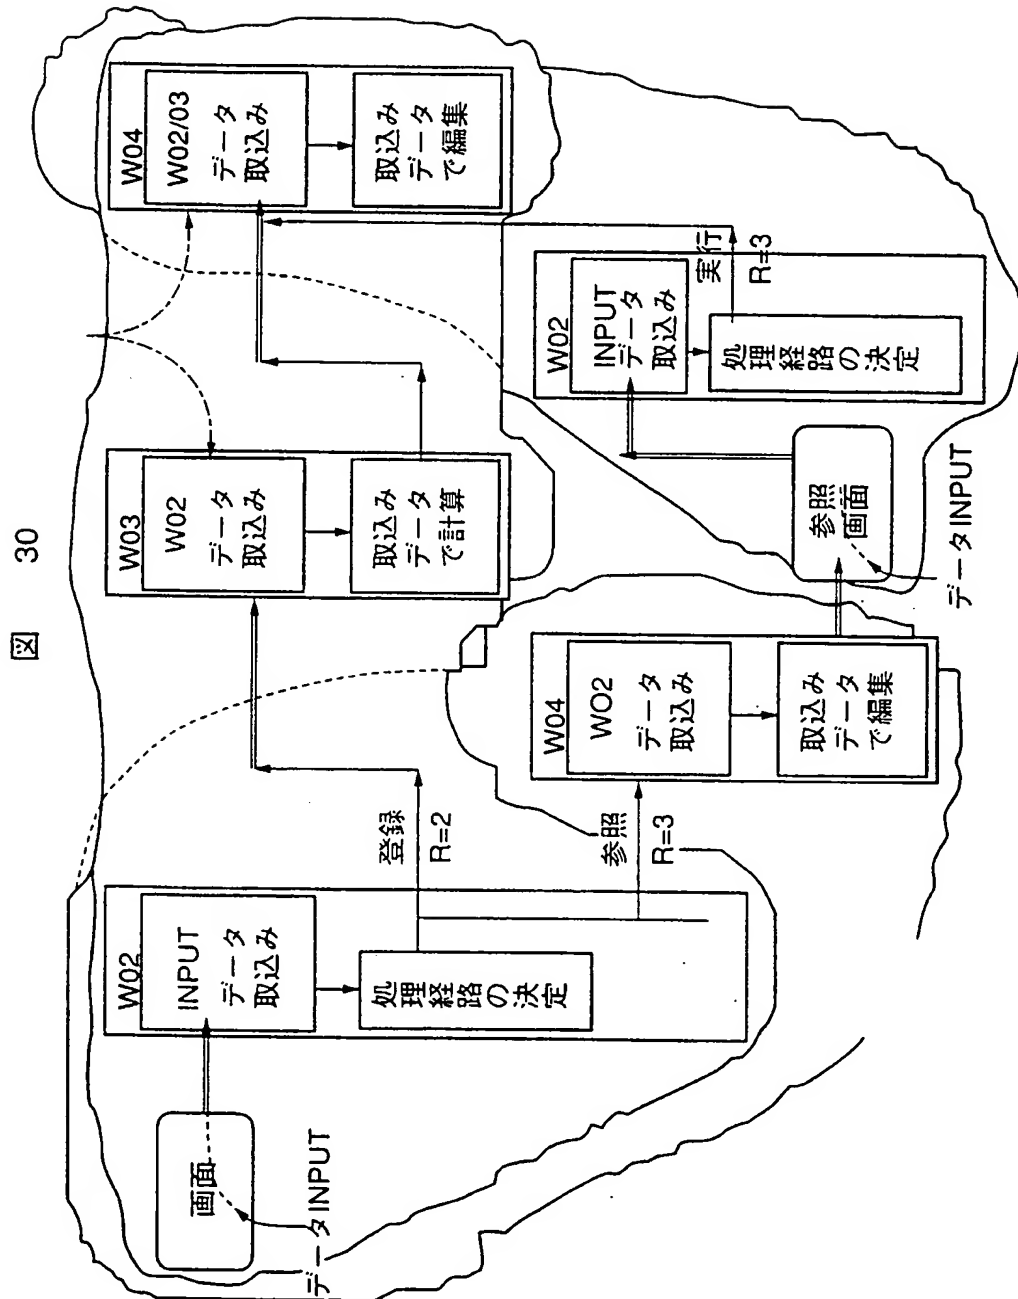 図 30
画面
データINPUT
W02
INPUT
データ
取込み
処理経路の決定
登録
R=2
参照
R=3
W03
W02
データ
取込み
取込み
データ
で計算
W04
W02/03
データ
取込み
取込み
データ
で編集
W04
WO2
データ
取込み
取込み
データ
で編集
参照
画面
データINPUT
W02
INPUT
データ
取込み
処理経路の決定
実行
R=3